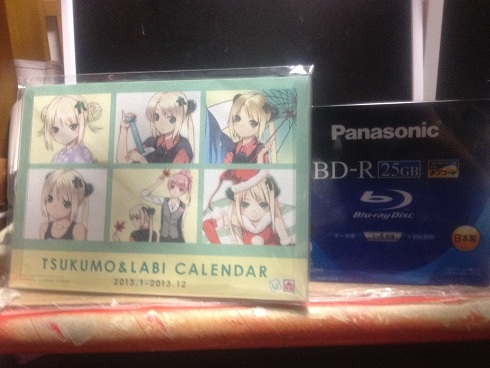 TSUKUMO&LABI CALENDAR
2013.1-2013.12
Panasonic
BD-R 25GB
Blu-ray Disc
日本製